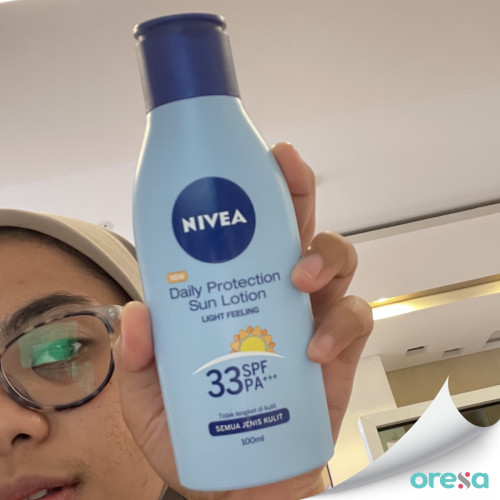 NIVEA
NEW
Daily Protection
Sun Lotion
LIGHT FEELING
33 SPF
PA+++
Tidak lengket di kulit
SEMUA JENIS KULIT
100ml
oresa